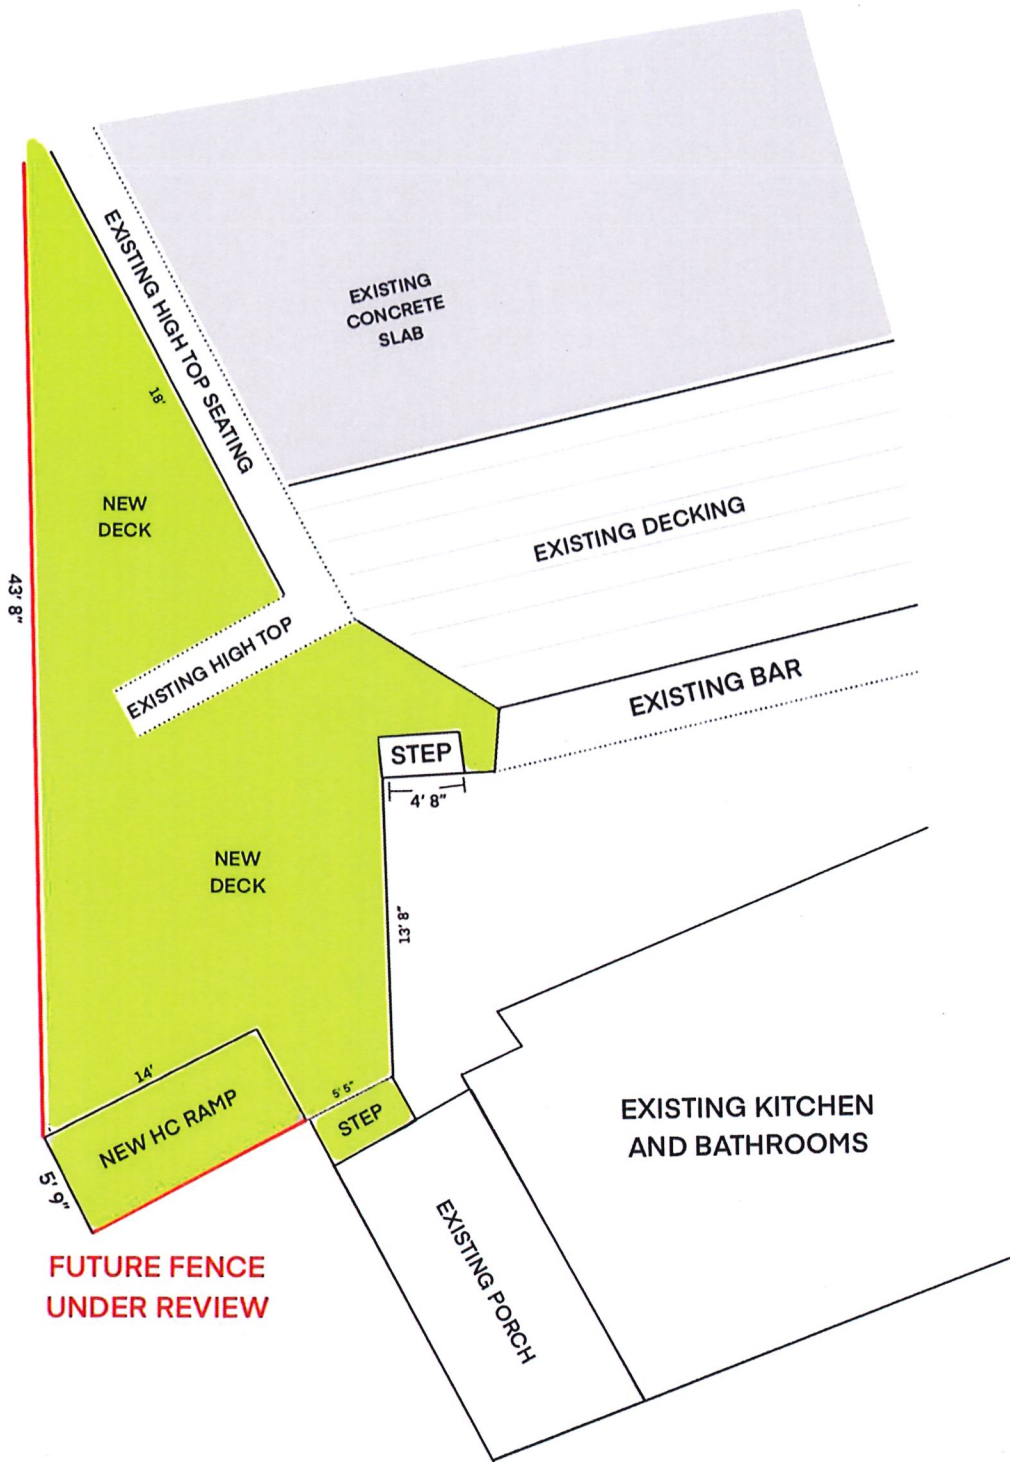 EXISTING
CONCRETE
SLAB
EXISTING HIGH TOP SEATING
18'
NEW
DECK
EXISTING DECKING
43' 8"
EXISTING HIGH TOP
EXISTING BAR
STEP
4' 8"
NEW
DECK
13' 8"
14'
NEW HC RAMP
5' 5"
STEP
5' 9"
EXISTING KITCHEN
AND BATHROOMS
EXISTING PORCH
FUTURE FENCE
UNDER REVIEW